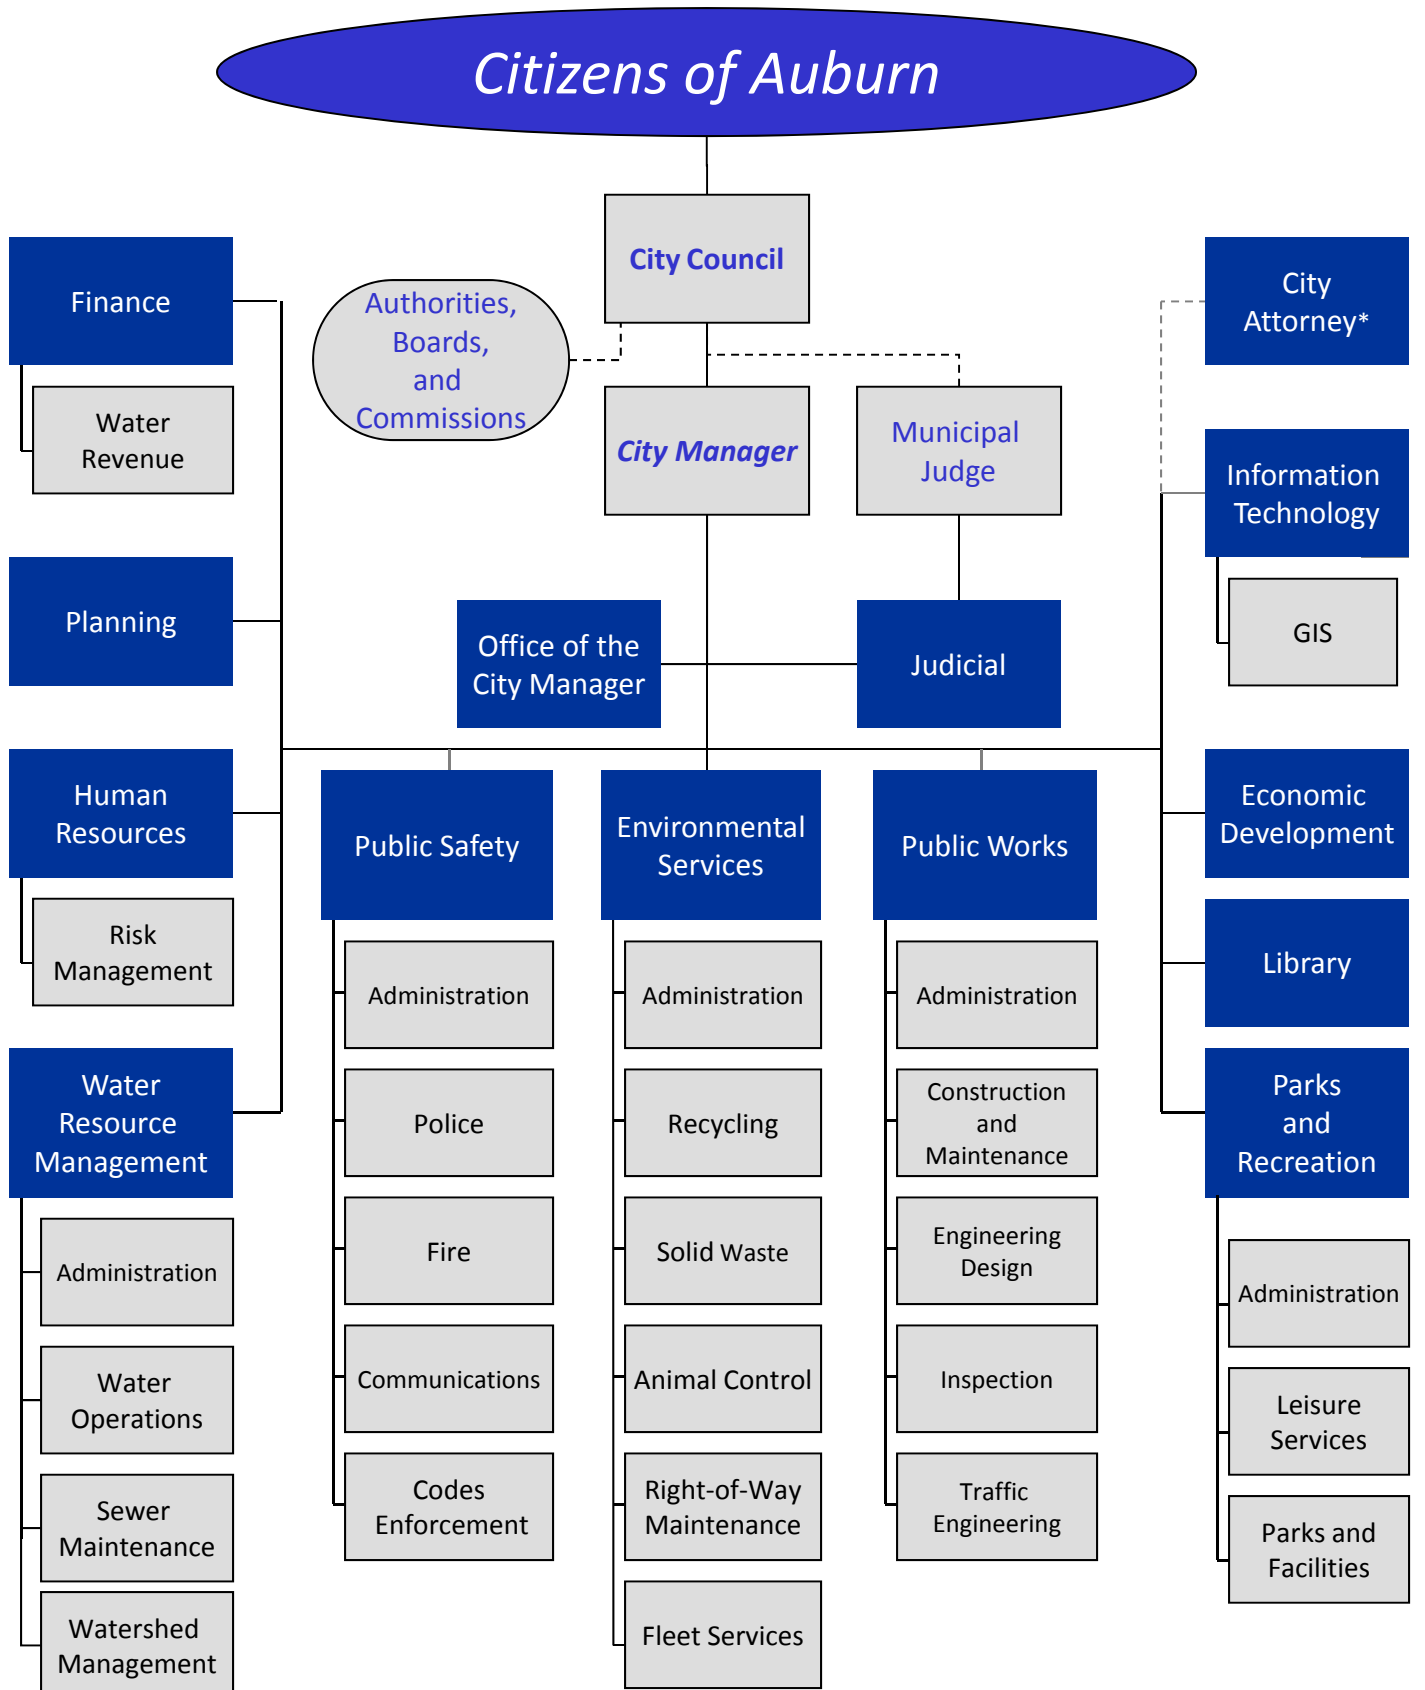 Citizens of Auburn
City Council
Authorities,
Boards,
and
Commissions
City Manager
Municipal
Judge
Office of the
City Manager
Judicial
Finance
Water
Revenue
Planning
Human
Resources
Risk
Management
Water
Resource
Management
Administration
Water
Operations
Sewer
Maintenance
Watershed
Management
Public Safety
Administration
Police
Fire
Communications
Codes
Enforcement
Environmental
Services
Administration
Recycling
Solid Waste
Animal Control
Right-of-Way
Maintenance
Fleet Services
Public Works
Administration
Construction
and
Maintenance
Engineering
Design
Inspection
Traffic
Engineering
City
Attorney*
Information
Technology
GIS
Economic
Development
Library
Parks
and
Recreation
Administration
Leisure
Services
Parks and
Facilities